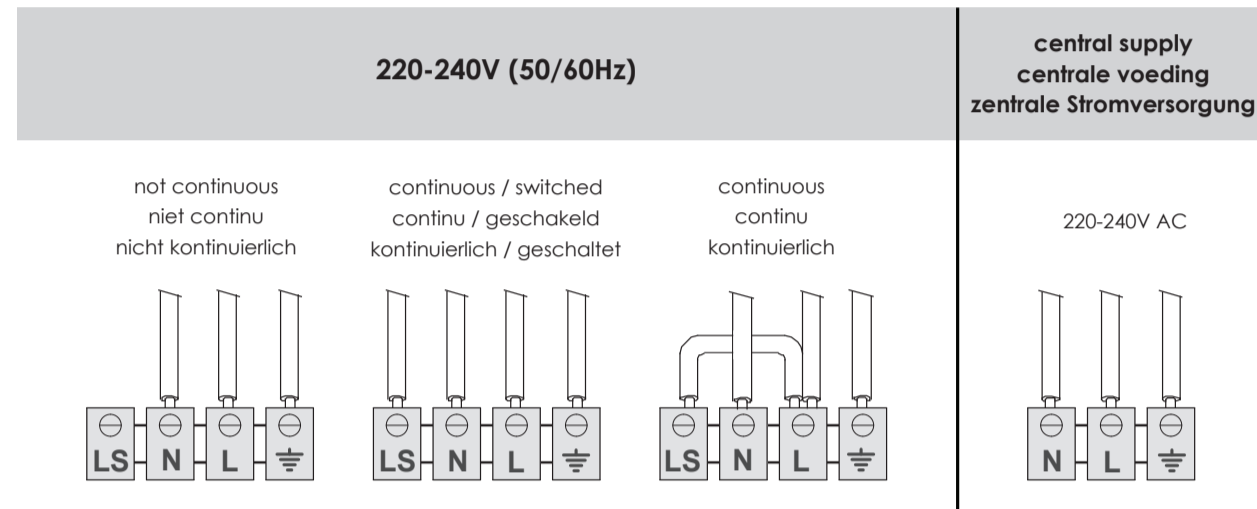 220-240V (50/60Hz)
central supply
centrale voeding
zentrale Stromversorgung
not continuous
niet continu
nicht kontinuierlich
continuous / switched
continu / geschakeld
kontinuierlich / geschaltet
continuous
continu
kontinuierlich
220-240V AC
LS N L
LS N L
LS N L
N L